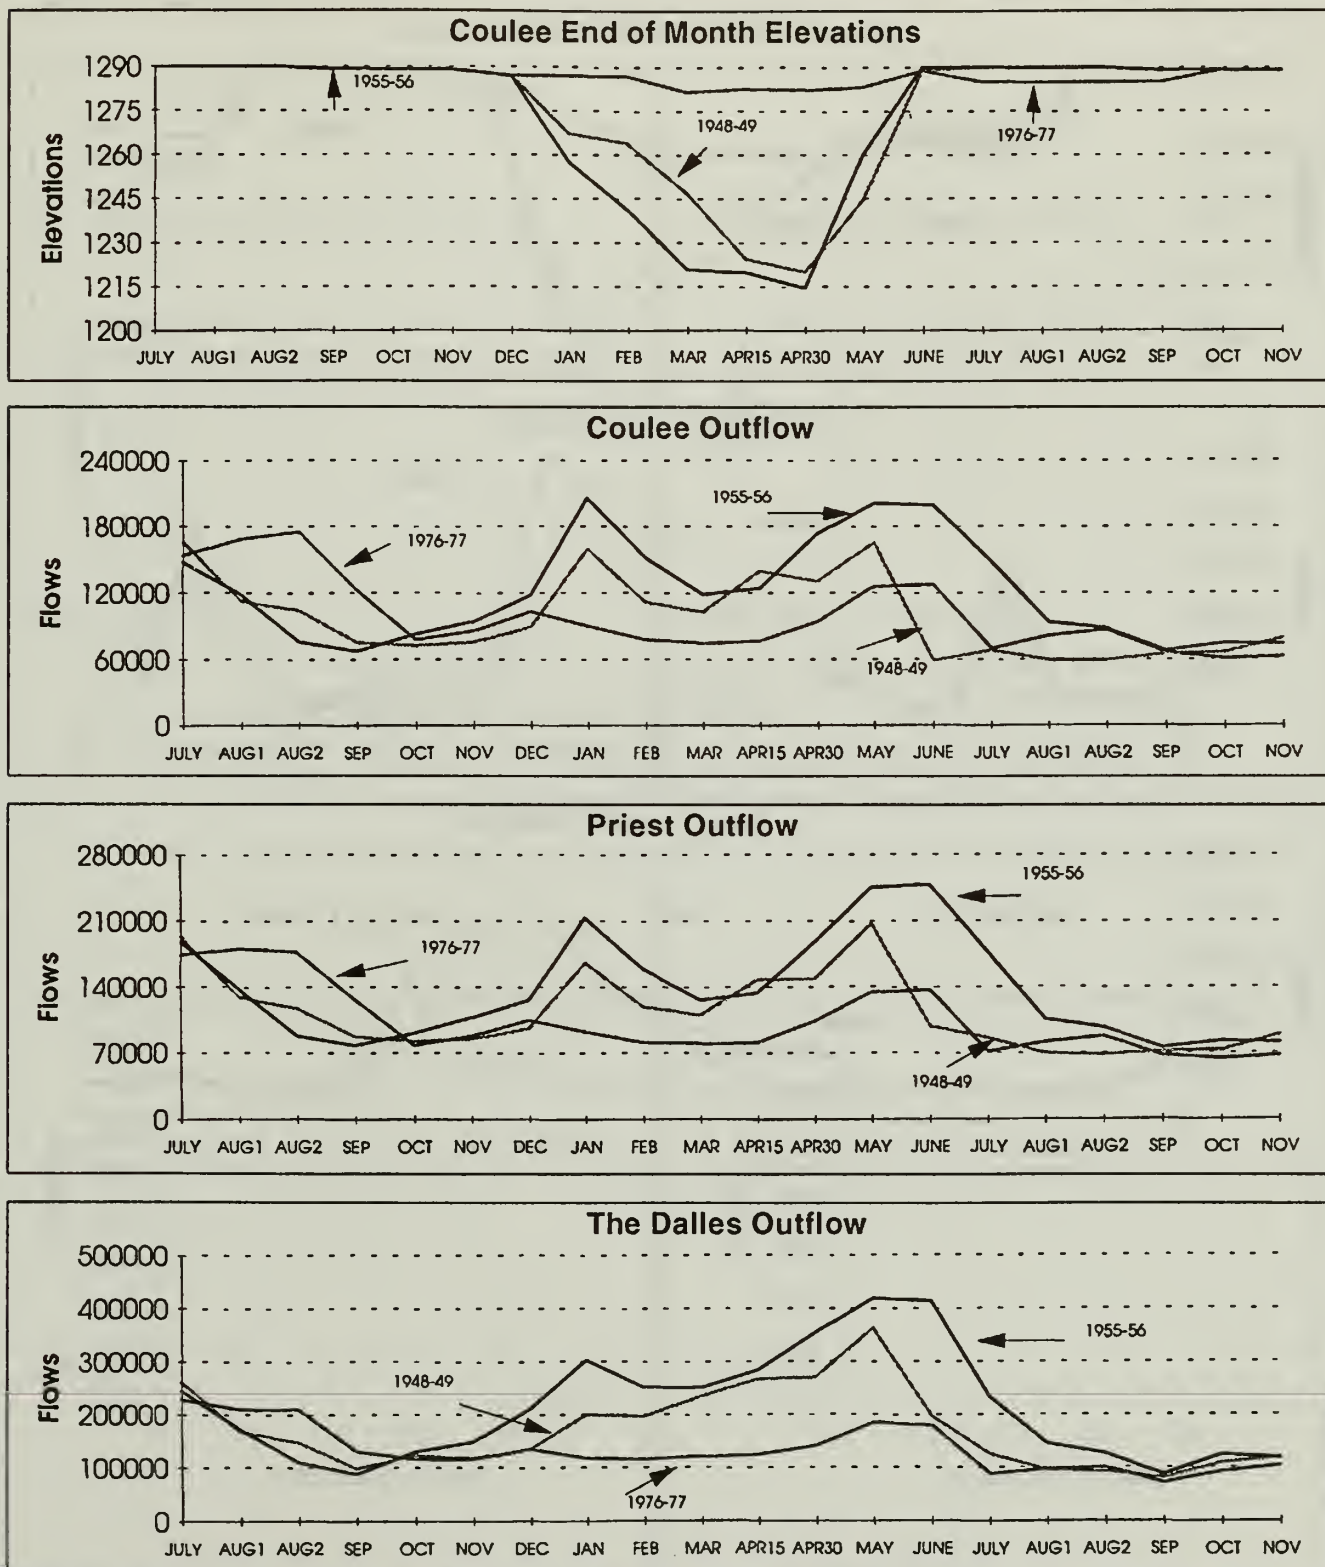 Coulee End of Month Elevations
Elevations
1290
1275
1260
1245
1230
1215
1200
1955-56
1948-49
1976-77
JULY AUG1 AUG2 SEP OCT NOV DEC JAN FEB MAR APR15 APR30 MAY JUNE JULY AUG1 AUG2 SEP OCT NOV
Coulee Outflow
Flows
240000
180000
120000
60000
0
1976-77
1955-56
1948-49
JULY AUG1 AUG2 SEP OCT NOV DEC JAN FEB MAR APR15 APR30 MAY JUNE JULY AUG1 AUG2 SEP OCT NOV
Priest Outflow
Flows
280000
210000
140000
70000
0
1976-77
1955-56
1948-49
JULY AUG1 AUG2 SEP OCT NOV DEC JAN FEB MAR APR15 APR30 MAY JUNE JULY AUG1 AUG2 SEP OCT NOV
The Dalles Outflow
Flows
500000
400000
300000
200000
100000
0
1948-49
1976-77
1955-56
JULY AUG1 AUG2 SEP OCT NOV DEC JAN FEB MAR APR15 APR30 MAY JUNE JULY AUG1 AUG2 SEP OCT NOV